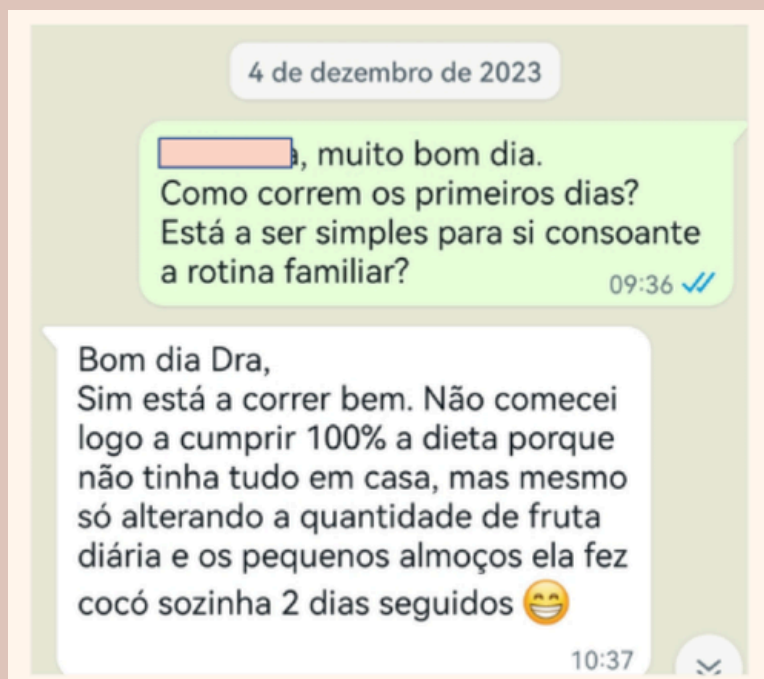 4 de dezembro de 2023
, muito bom dia.
Como correm os primeiros dias?
Está a ser simples para si consoante
a rotina familiar?
09:36
Bom dia Dra,
Sim está a correr bem. Não comecei
logo a cumprir 100% a dieta porque
não tinha tudo em casa, mas mesmo
só alterando a quantidade de fruta
diária e os pequenos almoços ela fez
cocó sozinha 2 dias seguidos 😁
10:37